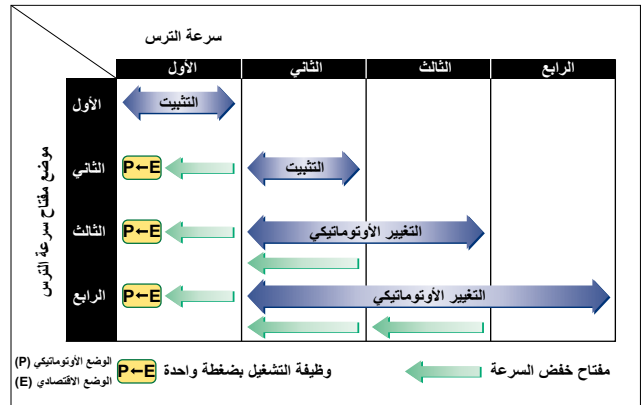 سرعة الترس
الأول الثاني الثالث الرابع
موضع مفتاح سرعة الترس
الأول
التثبيت
الثاني
P←E
التثبيت
الثالث
P←E
التغيير الأوتوماتيكي
الرابع
P←E
التغيير الأوتوماتيكي
مفتاح خفض السرعة
وظيفة التشغيل بضغطة واحدة
P←E
الوضع الأوتوماتيكي (P)
الوضع الاقتصادي (E)